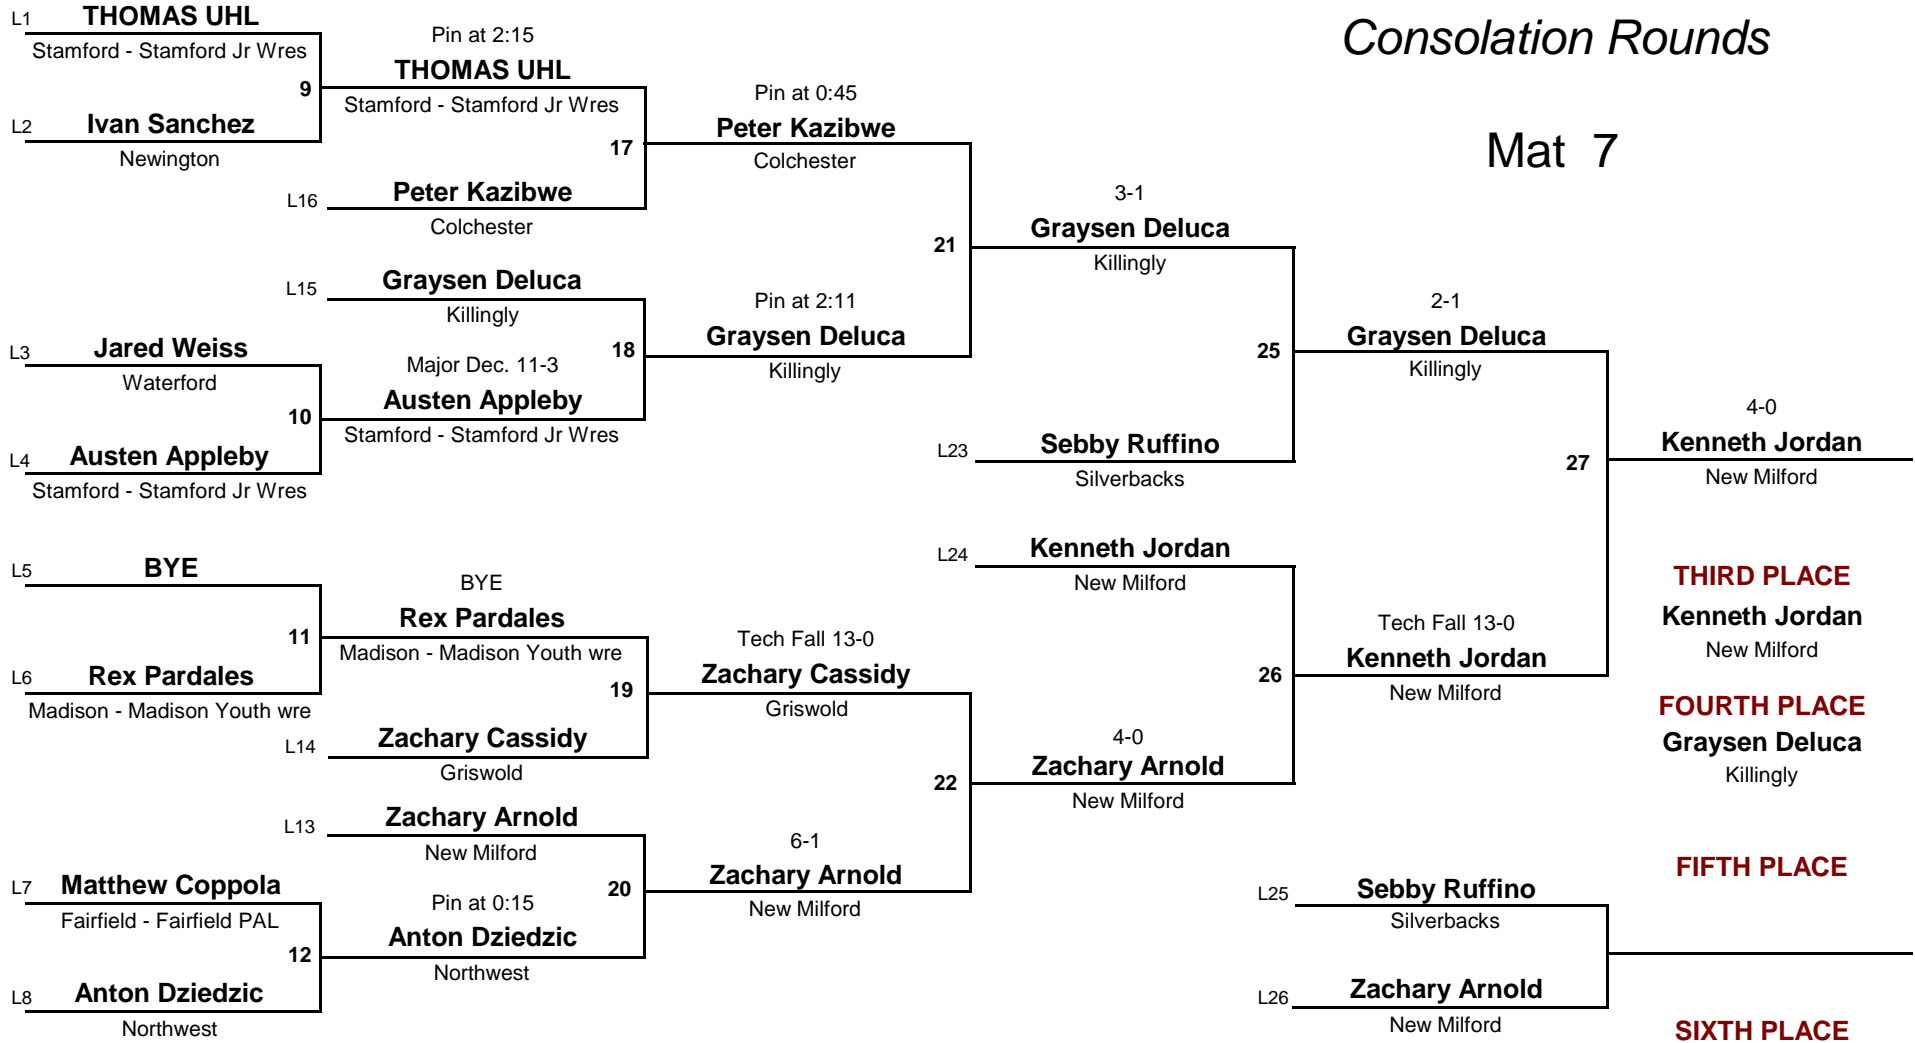 Consolation Rounds
Mat 7
L1 THOMAS UHL
Stamford - Stamford Jr Wres
9
L2 Ivan Sanchez
Newington
L3 Jared Weiss
Waterford
10
L4 Austen Appleby
Stamford - Stamford Jr Wres
L5 BYE
11
L6 Rex Pardales
Madison - Madison Youth wre
L7 Matthew Coppola
Fairfield - Fairfield PAL
12
L8 Anton Dziedzic
Northwest
Pin at 2:15
THOMAS UHL
Stamford - Stamford Jr Wres
17
L16 Peter Kazibwe
Colchester
L15 Graysen Deluca
Killingly
18
Major Dec. 11-3
Austen Appleby
Stamford - Stamford Jr Wres
BYE
Rex Pardales
Madison - Madison Youth wre
19
L14 Zachary Cassidy
Griswold
L13 Zachary Arnold
New Milford
20
Pin at 0:15
Anton Dziedzic
Northwest
Pin at 0:45
Peter Kazibwe
Colchester
21
Pin at 2:11
Graysen Deluca
Killingly
Tech Fall 13-0
Zachary Cassidy
Griswold
22
6-1
Zachary Arnold
New Milford
3-1
Graysen Deluca
Killingly
25
L23 Sebby Ruffino
Silverbacks
L24 Kenneth Jordan
New Milford
26
4-0
Zachary Arnold
New Milford
2-1
Graysen Deluca
Killingly
27
Tech Fall 13-0
Kenneth Jordan
New Milford
4-0
Kenneth Jordan
New Milford
THIRD PLACE
Kenneth Jordan
New Milford
FOURTH PLACE
Graysen Deluca
Killingly
L25 Sebby Ruffino
Silverbacks
L26 Zachary Arnold
New Milford
FIFTH PLACE
SIXTH PLACE